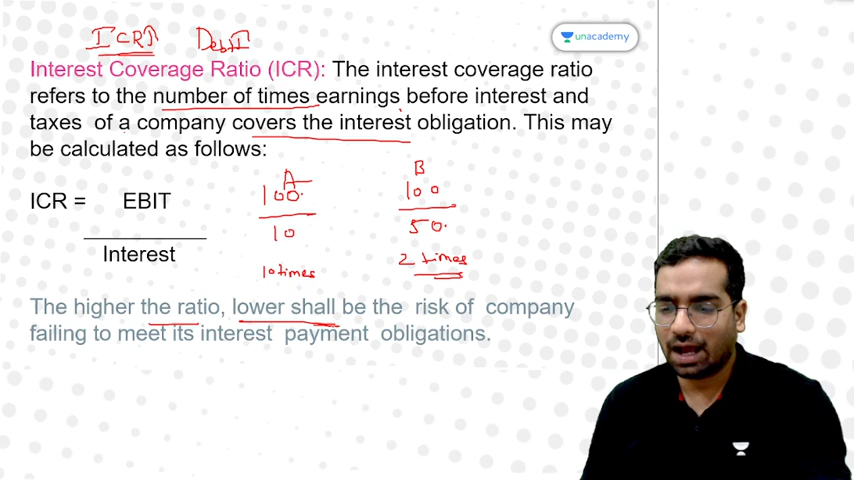 ICR↑ Debt
unacademy
Interest Coverage Ratio (ICR): The interest coverage ratio
refers to the number of times earnings before interest and
taxes of a company covers the interest obligation. This may
be calculated as follows:
A B
ICR = EBIT 100 100
Interest 10 50
10 times 2 times
The higher the ratio, lower shall be the risk of company
failing to meet its interest payment obligations.